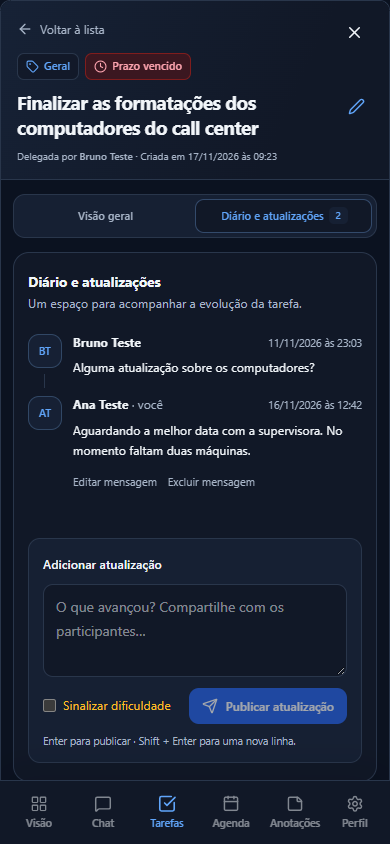 Voltar à lista
Geral
Prazo vencido
Finalizar as formatações dos
computadores do call center
Delegada por Bruno Teste · Criada em 17/11/2026 às 09:23
Visão geral
Diário e atualizações 2
Diário e atualizações
Um espaço para acompanhar a evolução da tarefa.
BT
Bruno Teste
11/11/2026 às 23:03
Alguma atualização sobre os computadores?
AT
Ana Teste · você
16/11/2026 às 12:42
Aguardando a melhor data com a supervisora. No
momento faltam duas máquinas.
Editar mensagem
Excluir mensagem
Adicionar atualização
O que avançou? Compartilhe com os
participantes...
Sinalizar dificuldade
Publicar atualização
Enter para publicar · Shift + Enter para uma nova linha.
Visão
Chat
Tarefas
Agenda
Anotações
Perfil